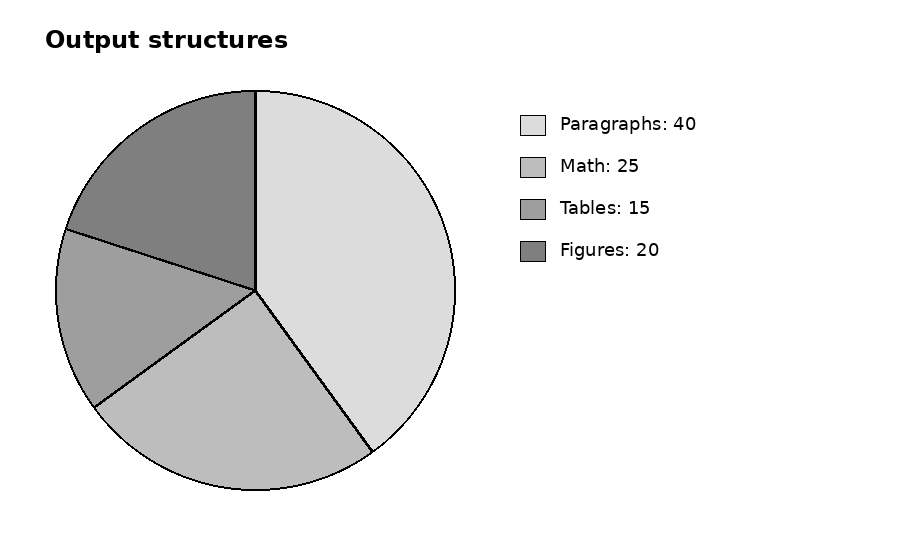 Output structures
Paragraphs: 40
Math: 25
Tables: 15
Figures: 20